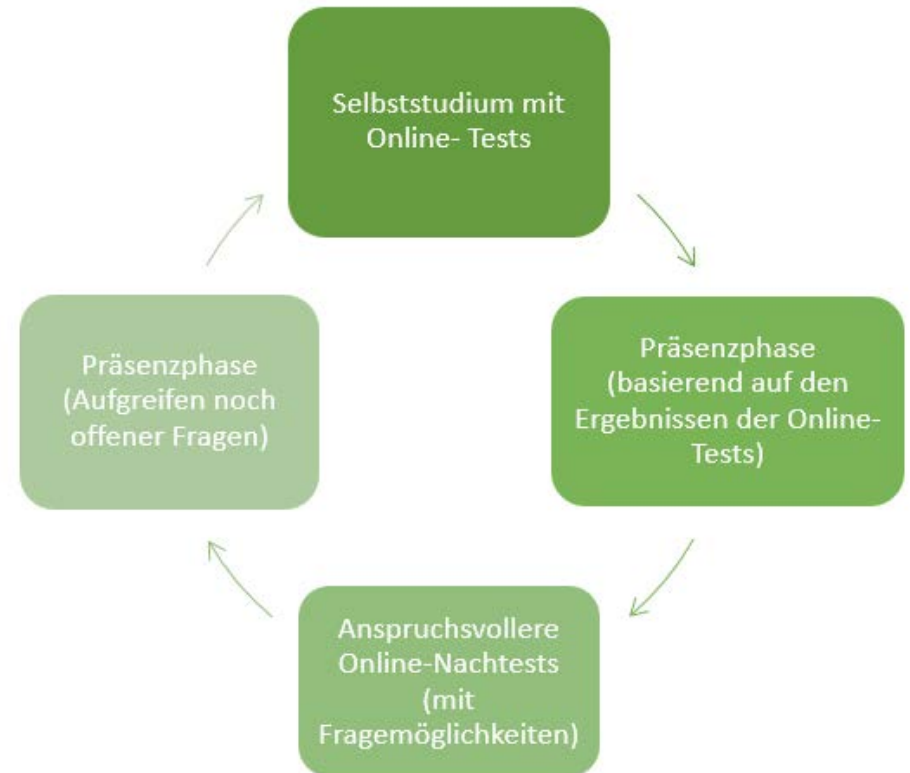 Selbststudium mit
Online- Tests
Präsenzphase
(basierend auf den
Ergebnissen der Online-
Tests)
Anspruchsvollere
Online-Nachtests
(mit
Fragemöglichkeiten)
Präsenzphase
(Aufgreifen noch
offener Fragen)